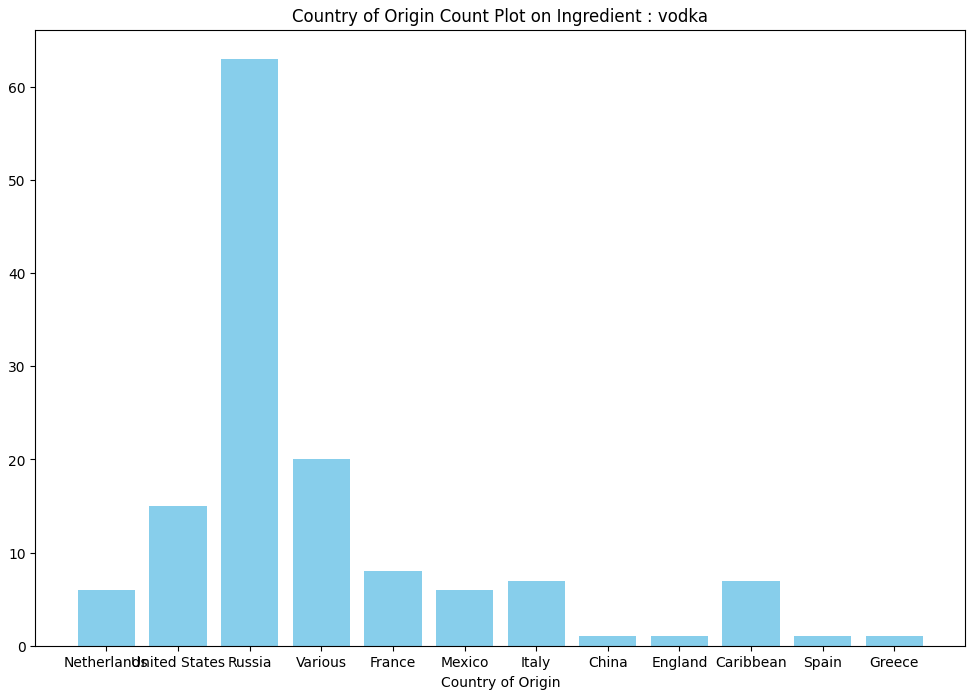 Country of Origin Count Plot on Ingredient : vodka
60
50
40
30
20
10
0
Netherlands United States Russia Various France Mexico Italy China England Caribbean Spain Greece
Country of Origin